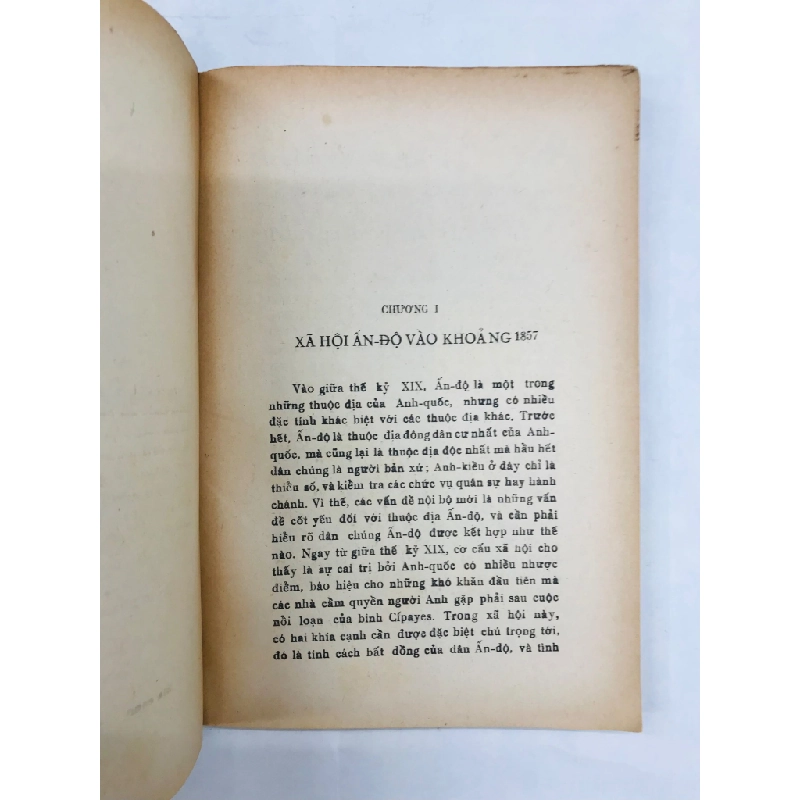 CHƯƠNG I
XÃ HỘI ẤN-ĐỘ VÀO KHOẢNG 1857
Vào giữa thế kỷ XIX, Ấn-độ là một trong
những thuộc địa của Anh-quốc, nhưng có nhiều
đặc tính khác biệt với các thuộc địa khác. Trước
hết, Ấn-độ là thuộc địa đông dân cư nhất của Anh-
quốc, mà cũng lại là thuộc địa độc nhất mà hầu hết
dân chúng là người bản xứ; Anh-kiều ở đây chỉ là
thiểu số, và kiểm tra các chức vụ quân sự hay hành
chánh. Vì thế, các vấn đề nội bộ mới là những vấn
đề cốt yếu đối với thuộc địa Ấn-độ, và cần phải
hiểu rõ dân chúng Ấn-độ được kết hợp như thế
nào. Ngay từ giữa thế kỷ XIX, cơ cấu xã hội cho
thấy là sự cai trị bởi Anh-quốc có nhiều nhược
điểm, báo hiệu cho những khó khăn đầu tiên mà
các nhà cầm quyền người Anh gặp phải sau cuộc
nổi loạn của binh Cípayes. Trong xã hội này,
có hai khía cạnh cần được đặc biệt chú trọng tới,
đó là tính cách bất đồng của dân Ấn-độ, và tình